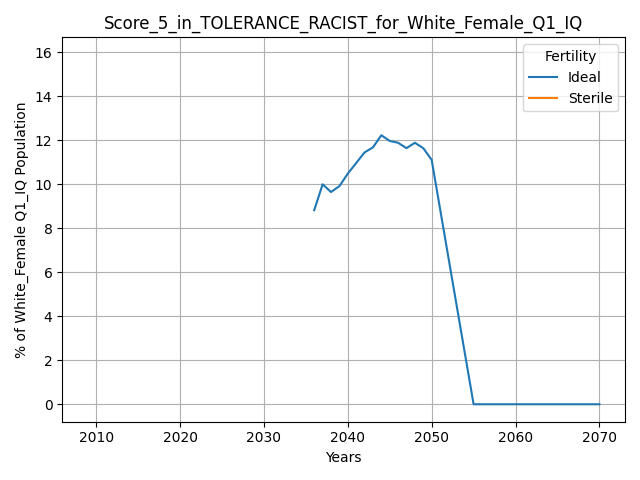 Score_5_in_TOLERANCE_RACIST_for_White_Female_Q1_IQ
% of White_Female Q1_IQ Population
16
14
12
10
8
6
4
2
0
Fertility
Ideal
Sterile
2010 2020 2030 2040 2050 2060 2070
Years